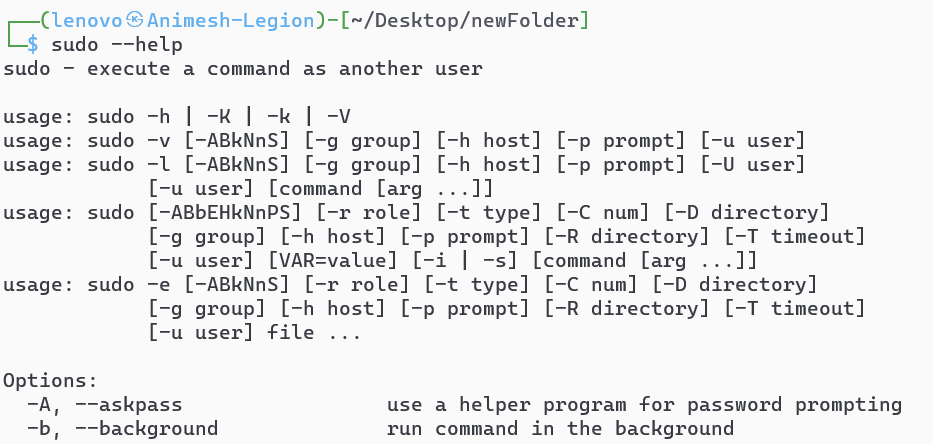 ┌──(lenovo㉿Animesh-Legion)-[~/Desktop/newFolder]
└─$ sudo --help
sudo - execute a command as another user

usage: sudo -h | -K | -k | -V
usage: sudo -v [-ABkNnS] [-g group] [-h host] [-p prompt] [-u user]
usage: sudo -l [-ABkNnS] [-g group] [-h host] [-p prompt] [-U user]
            [-u user] [command [arg ...]]
usage: sudo [-ABbEHkNnPS] [-r role] [-t type] [-C num] [-D directory]
            [-g group] [-h host] [-p prompt] [-R directory] [-T timeout]
            [-u user] [VAR=value] [-i | -s] [command [arg ...]]
usage: sudo -e [-ABkNnS] [-r role] [-t type] [-C num] [-D directory]
            [-g group] [-h host] [-p prompt] [-R directory] [-T timeout]
            [-u user] file ...

Options:
  -A, --askpass                 use a helper program for password prompting
  -b, --background              run command in the background